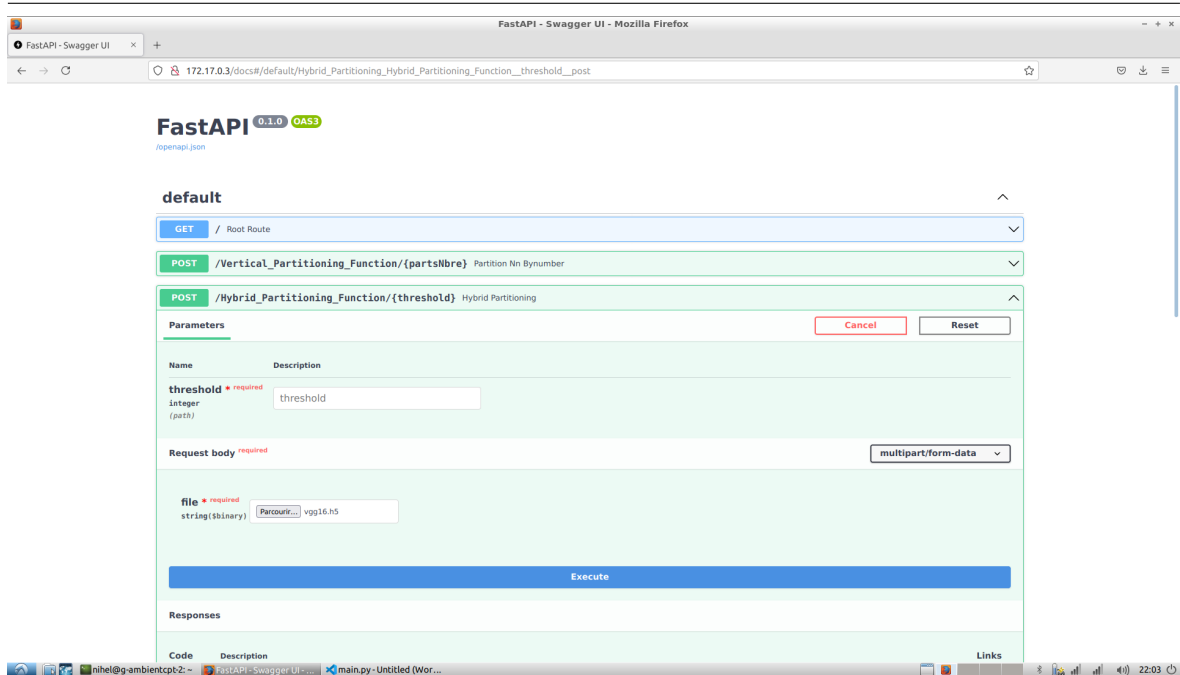 FastAPI - Swagger UI - Mozilla Firefox
FastAPI - Swagger UI
172.17.0.3/docs#/default/Hybrid_Partitioning_Hybrid_Partitioning_Function__threshold__post
FastAPI 0.1.0 OAS3
/openapi.json
default
GET / Root Route
POST /Vertical_Partitioning_Function/{partsNbre} Partition Nn Bynumber
POST /Hybrid_Partitioning_Function/{threshold} Hybrid Partitioning
Parameters Cancel Reset
Name Description
threshold * required
integer
(path)
threshold
Request body required multipart/form-data
file * required
string($binary)
Parcourir... vgg16.h5
Execute
Responses
Code Description Links
nihel@g-ambientcpt-2: ~ FastAPI - Swagger UI - ... main.py - Untitled (Wor... 22:03